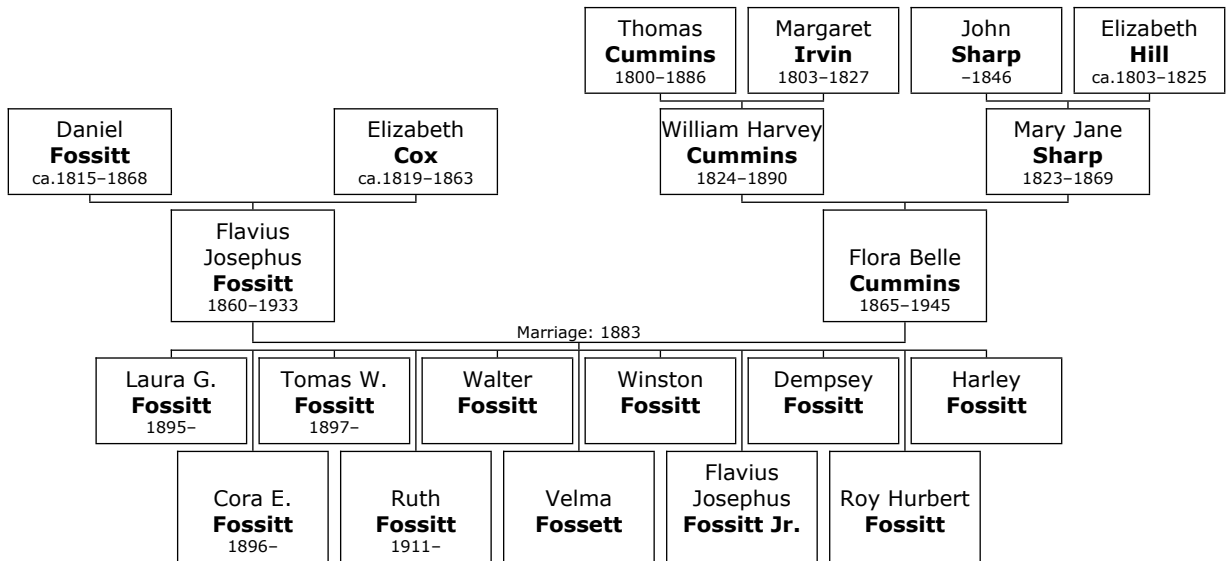 Thomas
Cummins
1800–1886
Margaret
Irvin
1803–1827
John
Sharp
–1846
Elizabeth
Hill
ca.1803–1825
Daniel
Fossitt
ca.1815–1868
Elizabeth
Cox
ca.1819–1863
William Harvey
Cummins
1824–1890
Mary Jane
Sharp
1823–1869
Flavius
Josephus
Fossitt
1860–1933
Flora Belle
Cummins
1865–1945
Marriage: 1883
Laura G.
Fossitt
1895–
Tomas W.
Fossitt
1897–
Walter
Fossitt
Winston
Fossitt
Dempsey
Fossitt
Harley
Fossitt
Cora E.
Fossitt
1896–
Ruth
Fossitt
1911–
Velma
Fossett
Flavius
Josephus
Fossitt Jr.
Roy Hurbert
Fossitt